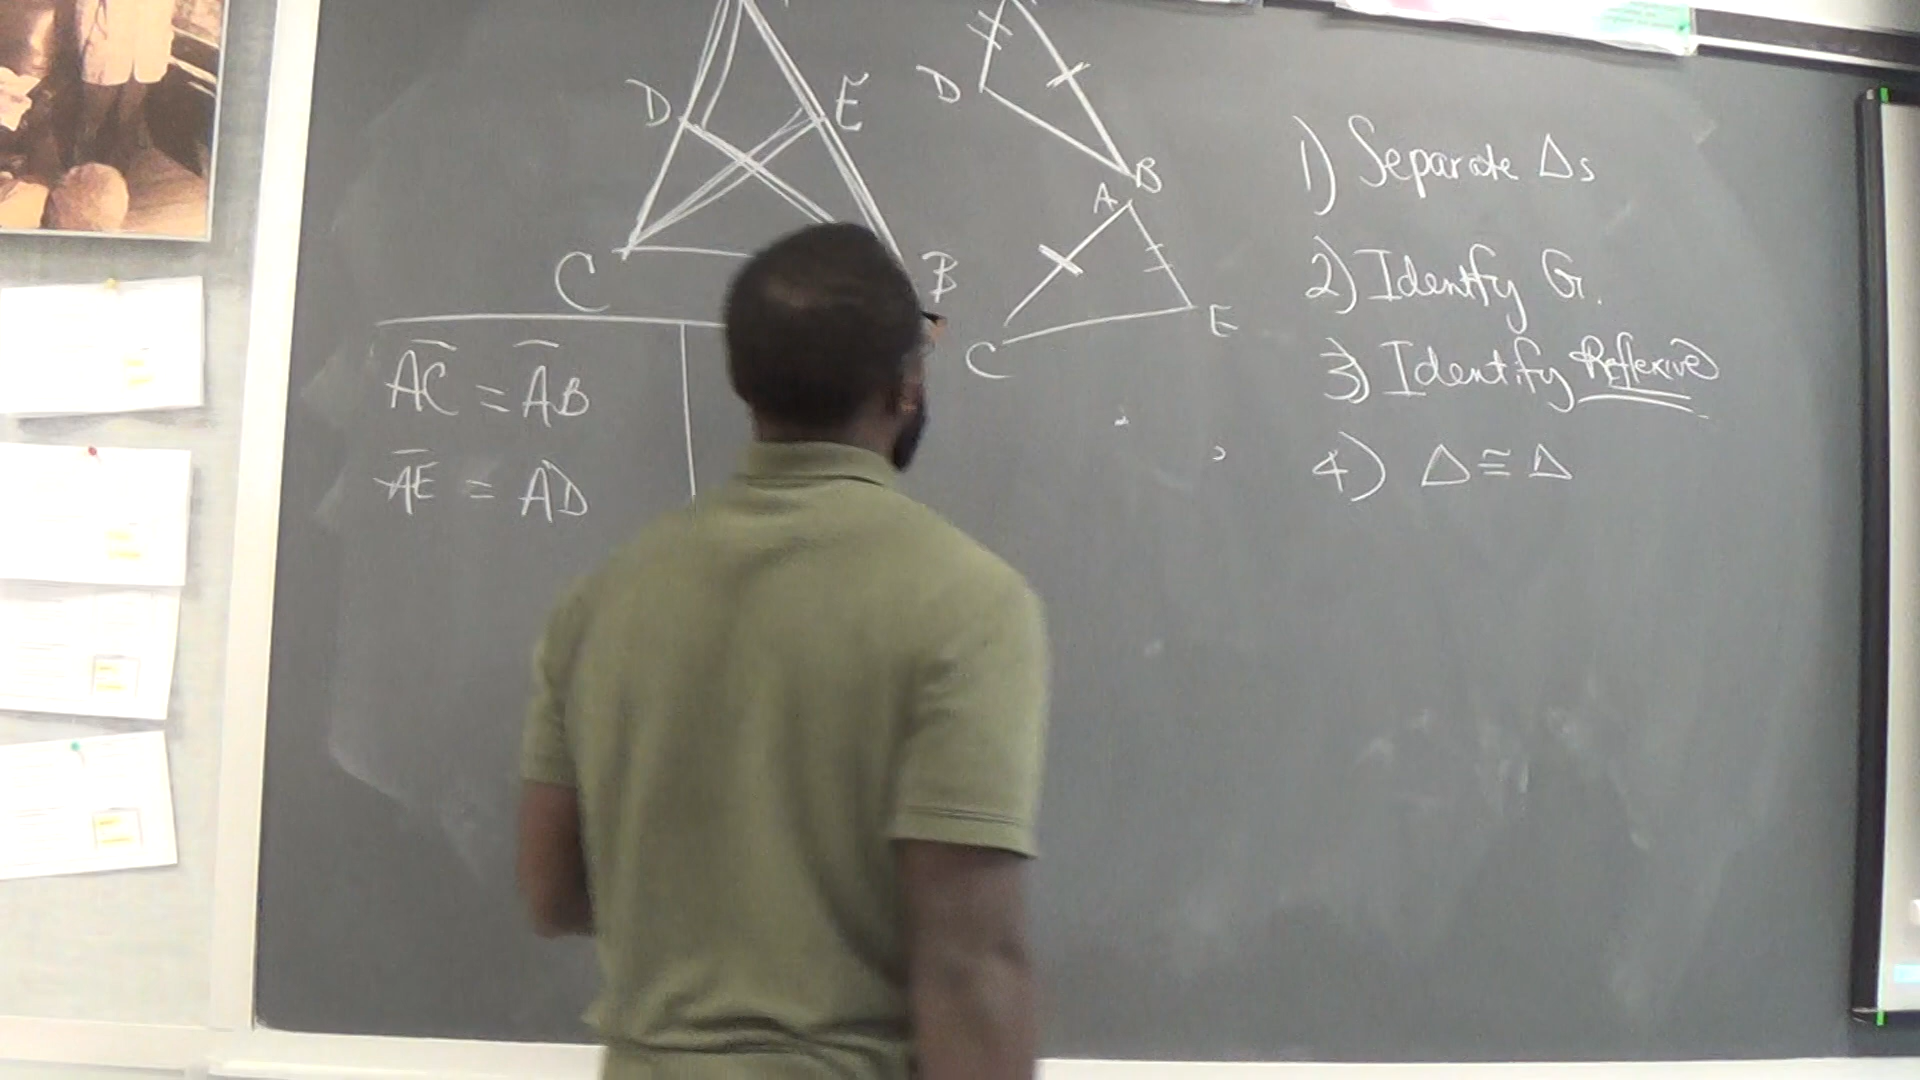 D E
C B
D
B
A
C E
AC = AB
AE = AD
1) Separate Δs
2) Identify G.
3) Identify Reflexive
4) Δ ≅ Δ